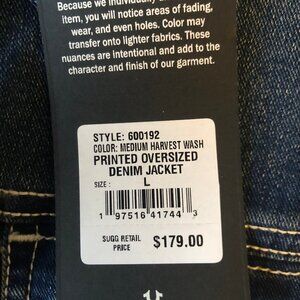 Because we individually
item, you will notice areas of fading,
wear, and even holes. Color may
transfer onto lighter fabrics. These
nuances are intentional and add to the
character and finish of our garment.
STYLE: 600192
COLOR: MEDIUM HARVEST WASH
PRINTED OVERSIZED
DENIM JACKET
SIZE : L
1 97516 41744 3
SUGG RETAIL
PRICE $179.00